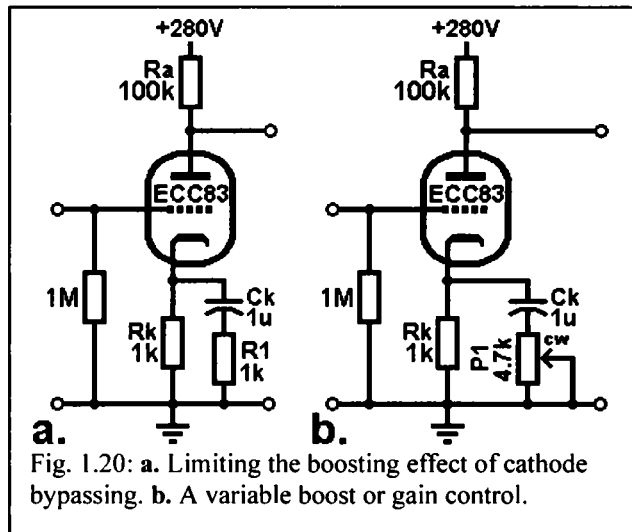 +280V
Ra
100k
ECC83
1M
Rk
1k
Ck
1u
R1
1k
a.
+280V
Ra
100k
ECC83
1M
Rk
1k
Ck
1u
P1
4.7k
cw
b.
Fig. 1.20: a. Limiting the boosting effect of cathode
bypassing. b. A variable boost or gain control.